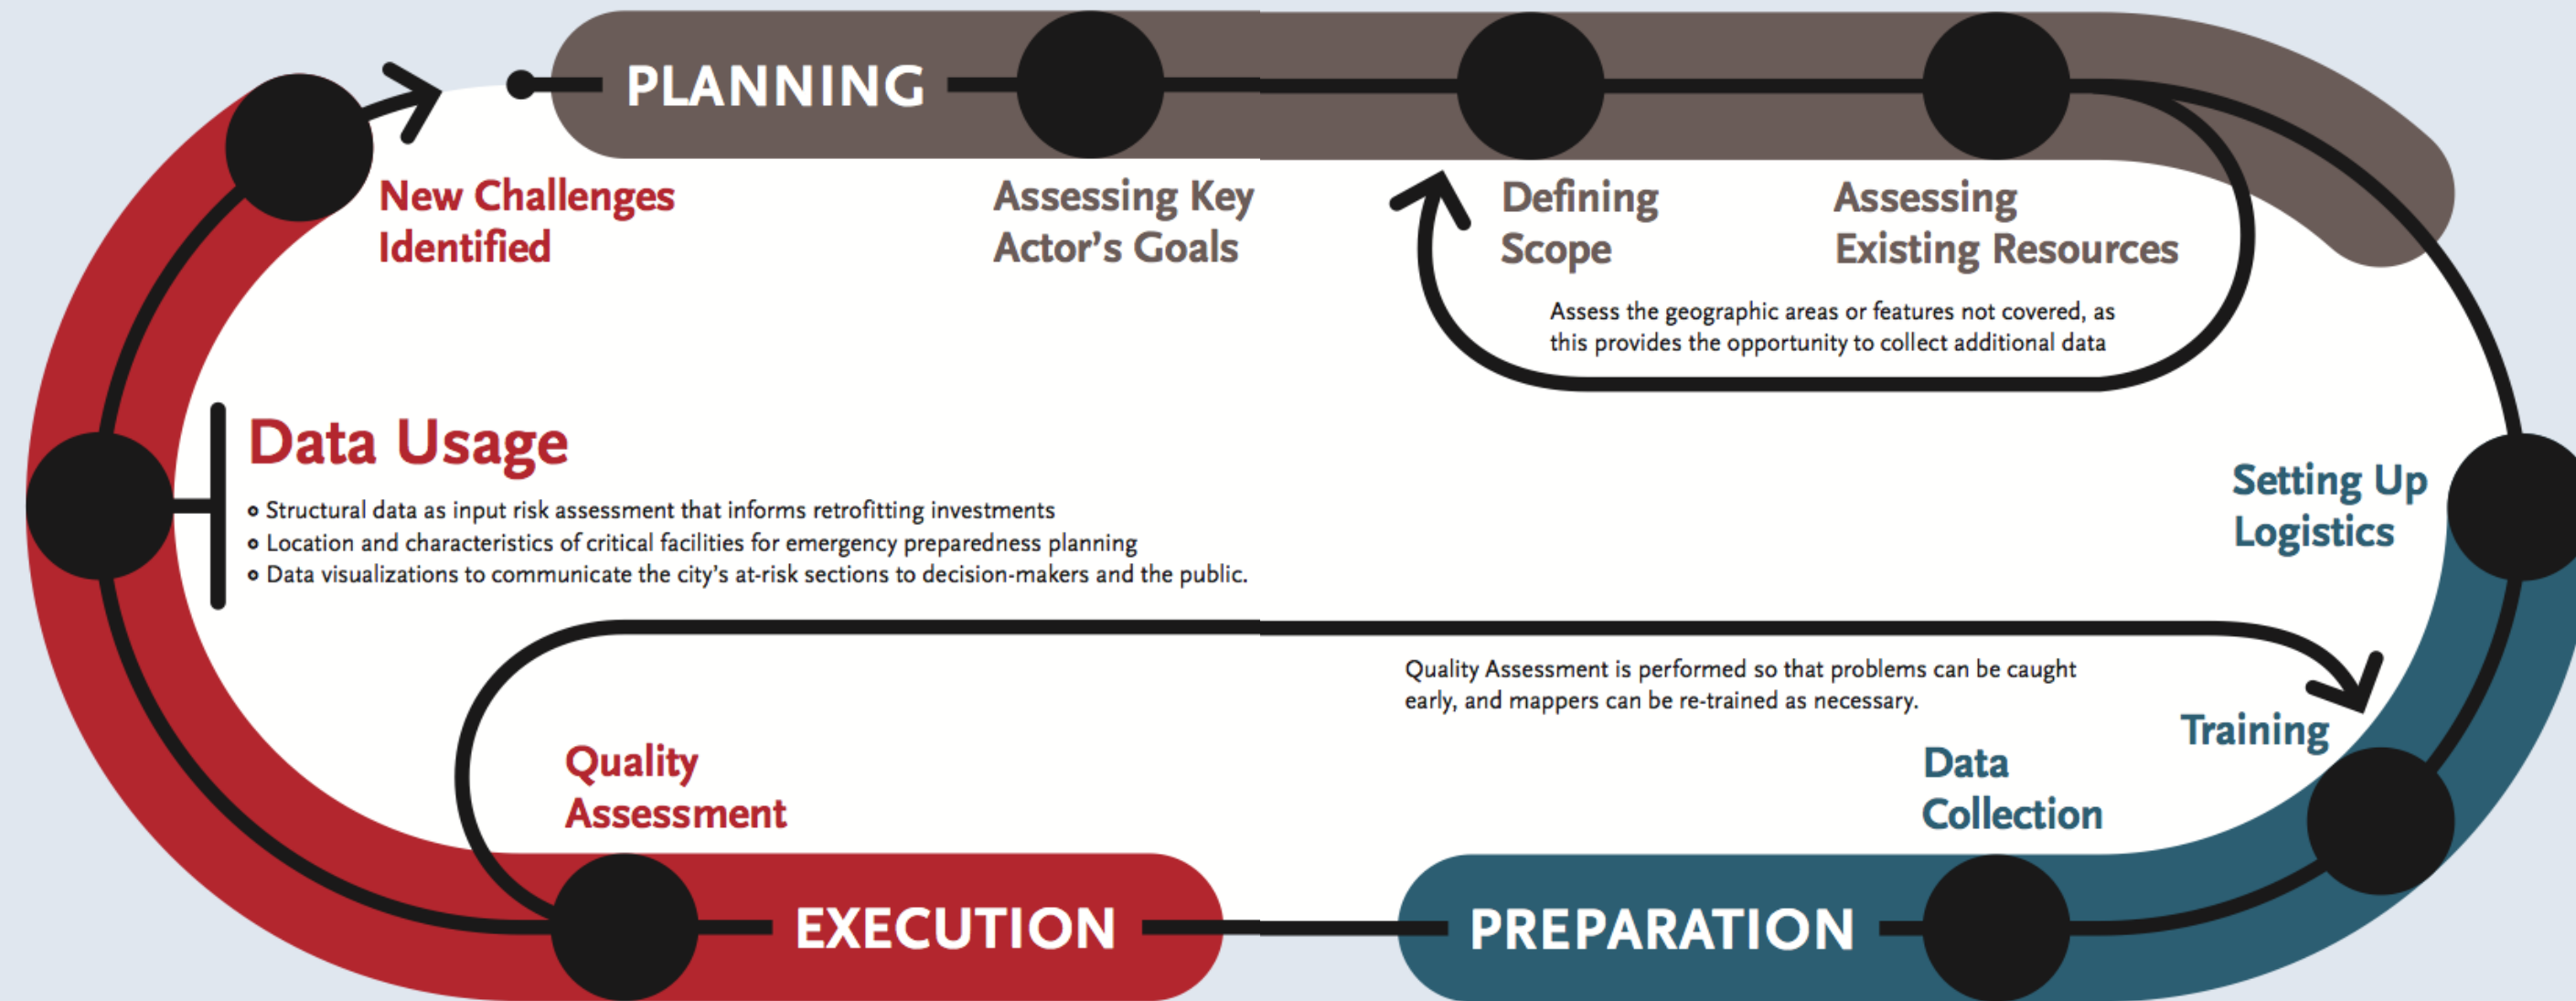 PLANNING
New Challenges
Identified
Assessing Key
Actor's Goals
Defining
Scope
Assessing
Existing Resources
Assess the geographic areas or features not covered, as
this provides the opportunity to collect additional data
Setting Up
Logistics
Data Usage
Structural data as input risk assessment that informs retrofitting investments
Location and characteristics of critical facilities for emergency preparedness planning
Data visualizations to communicate the city's at-risk sections to decision-makers and the public.
Quality Assessment is performed so that problems can be caught
early, and mappers can be re-trained as necessary.
Training
Data
Collection
Quality
Assessment
EXECUTION
PREPARATION